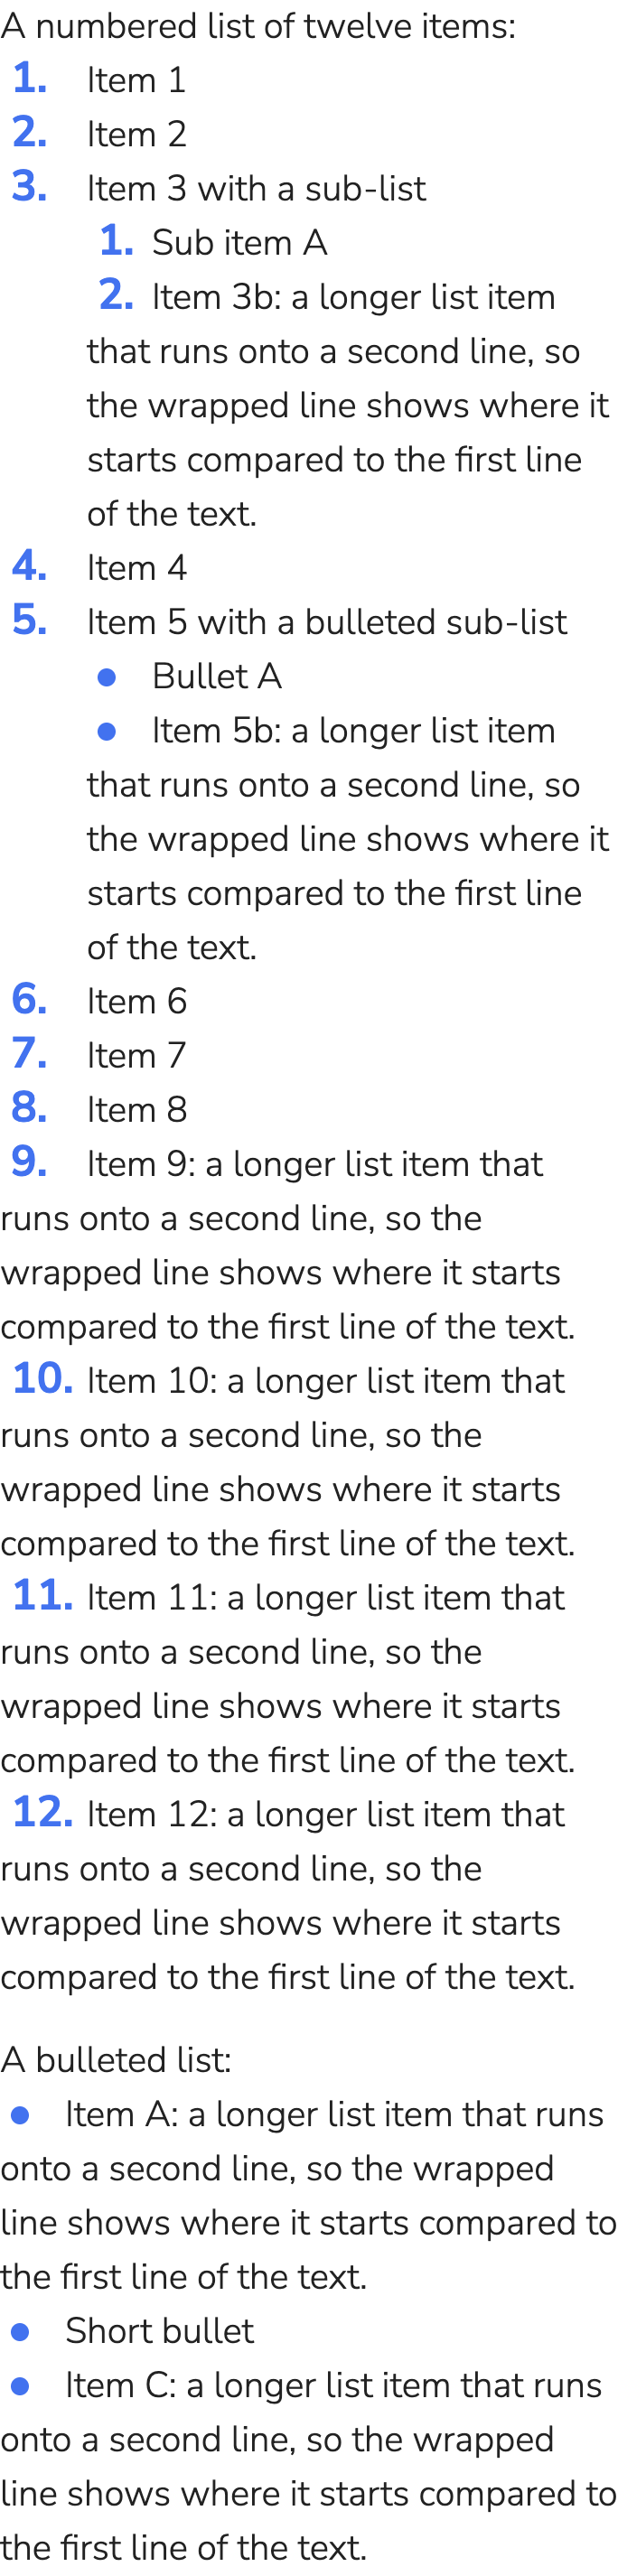 A numbered list of twelve items:
1. Item 1
2. Item 2
3. Item 3 with a sub-list
1. Sub item A
2. Item 3b: a longer list item
that runs onto a second line, so
the wrapped line shows where it
starts compared to the first line
of the text.
4. Item 4
5. Item 5 with a bulleted sub-list
● Bullet A
● Item 5b: a longer list item
that runs onto a second line, so
the wrapped line shows where it
starts compared to the first line
of the text.
6. Item 6
7. Item 7
8. Item 8
9. Item 9: a longer list item that
runs onto a second line, so the
wrapped line shows where it starts
compared to the first line of the text.
10. Item 10: a longer list item that
runs onto a second line, so the
wrapped line shows where it starts
compared to the first line of the text.
11. Item 11: a longer list item that
runs onto a second line, so the
wrapped line shows where it starts
compared to the first line of the text.
12. Item 12: a longer list item that
runs onto a second line, so the
wrapped line shows where it starts
compared to the first line of the text.
A bulleted list:
● Item A: a longer list item that runs
onto a second line, so the wrapped
line shows where it starts compared to
the first line of the text.
● Short bullet
● Item C: a longer list item that runs
onto a second line, so the wrapped
line shows where it starts compared to
the first line of the text.